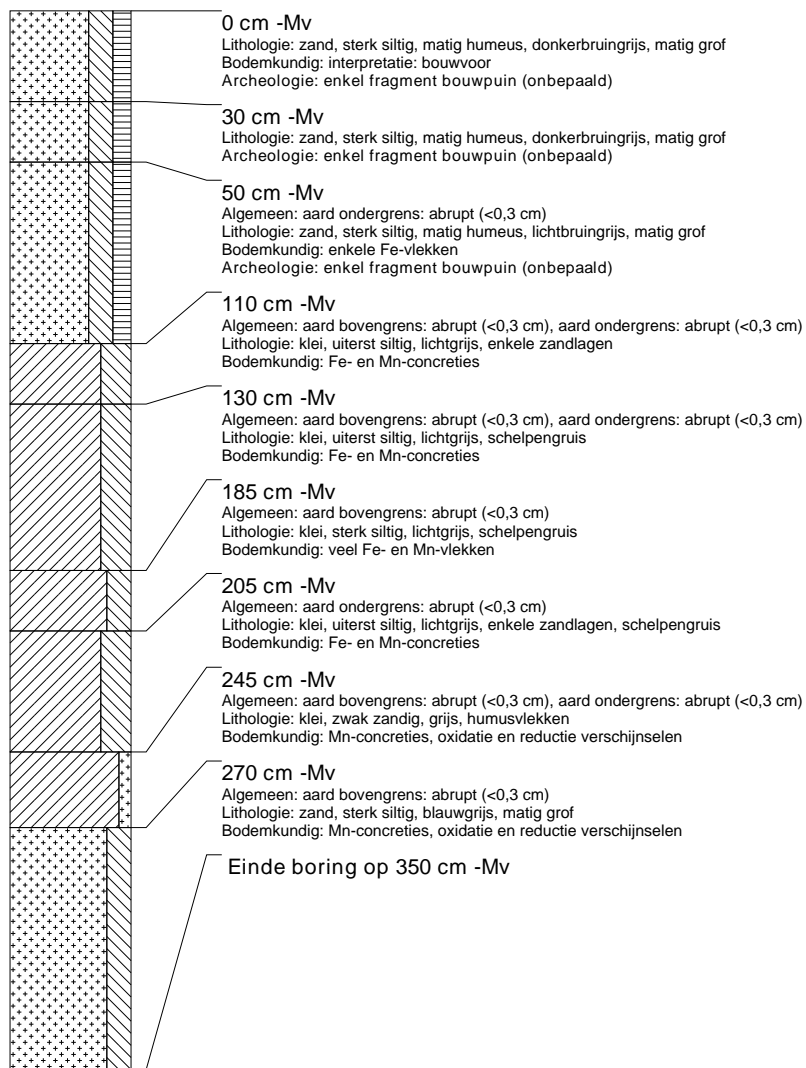 0 cm -Mv
Lithologie: zand, sterk siltig, matig humeus, donkerbruingrijs, matig grof
Bodemkundig: interpretatie: bouwvoor
Archeologie: enkel fragment bouwpuin (onbepaald)
30 cm -Mv
Lithologie: zand, sterk siltig, matig humeus, donkerbruingrijs, matig grof
Archeologie: enkel fragment bouwpuin (onbepaald)
50 cm -Mv
Algemeen: aard ondergrens: abrupt (<0,3 cm)
Lithologie: zand, sterk siltig, matig humeus, lichtbruingrijs, matig grof
Bodemkundig: enkele Fe-vlekken
Archeologie: enkel fragment bouwpuin (onbepaald)
110 cm -Mv
Algemeen: aard bovengrens: abrupt (<0,3 cm), aard ondergrens: abrupt (<0,3 cm)
Lithologie: klei, uiterst siltig, lichtgrijs, enkele zandlagen
Bodemkundig: Fe- en Mn-concreties
130 cm -Mv
Algemeen: aard bovengrens: abrupt (<0,3 cm), aard ondergrens: abrupt (<0,3 cm)
Lithologie: klei, uiterst siltig, lichtgrijs, schelpengruis
Bodemkundig: Fe- en Mn-concreties
185 cm -Mv
Algemeen: aard bovengrens: abrupt (<0,3 cm)
Lithologie: klei, sterk siltig, lichtgrijs, schelpengruis
Bodemkundig: veel Fe- en Mn-vlekken
205 cm -Mv
Algemeen: aard ondergrens: abrupt (<0,3 cm)
Lithologie: klei, uiterst siltig, lichtgrijs, enkele zandlagen, schelpengruis
Bodemkundig: Fe- en Mn-concreties
245 cm -Mv
Algemeen: aard bovengrens: abrupt (<0,3 cm), aard ondergrens: abrupt (<0,3 cm)
Lithologie: klei, zwak zandig, grijs, humusvlekken
Bodemkundig: Mn-concreties, oxidatie en reductie verschijnselen
270 cm -Mv
Algemeen: aard bovengrens: abrupt (<0,3 cm)
Lithologie: zand, sterk siltig, blauwgrijs, matig grof
Bodemkundig: Mn-concreties, oxidatie en reductie verschijnselen
Einde boring op 350 cm -Mv